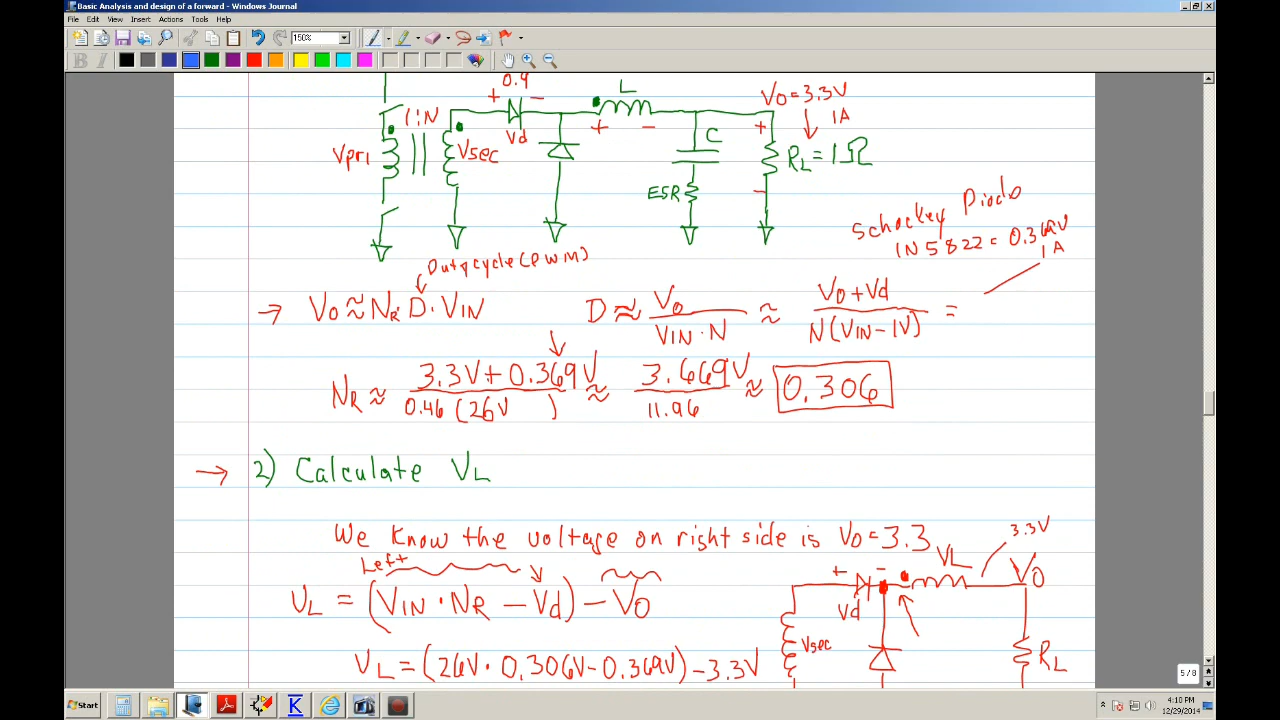 Basic Analysis and design of a forward - Windows Journal
File Edit View Insert Actions Tools Help
150%
B I
0.4
+ −
L
Vo=3.3V
1A
1:N
Vd
+ −
C
+
Vpri
Vsec
RL=1Ω
ESR
−
Schockey Diode
1N5822=0.369V
1A
Dutycycle(PWM)
→ Vo≈NR D·VIN D≈ Vo / VIN·N ≈ Vo+Vd / N(VIN−1V) =
NR ≈ 3.3V+0.369V / 0.46(26V ) ≈ 3.669V / 11.96 ≈ 0.306
→ 2) Calculate VL
We know the voltage on right side is Vo=3.3
3.3V
Left
+ − VL Vo
VL = (VIN·NR −Vd)−Vo
Vd
Vsec
RL
VL=(26V·0.306V−0.369V)−3.3V
5/8
Start
4:10 PM
12/29/2014